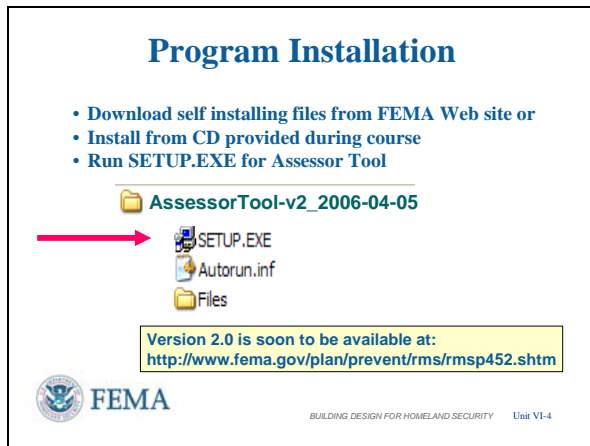 Program Installation
• Download self installing files from FEMA Web site or
• Install from CD provided during course
• Run SETUP.EXE for Assessor Tool
AssessorTool-v2_2006-04-05
SETUP.EXE
Autorun.inf
Files
Version 2.0 is soon to be available at:
http://www.fema.gov/plan/prevent/rms/rmsp452.shtm
FEMA
BUILDING DESIGN FOR HOMELAND SECURITY Unit VI-4